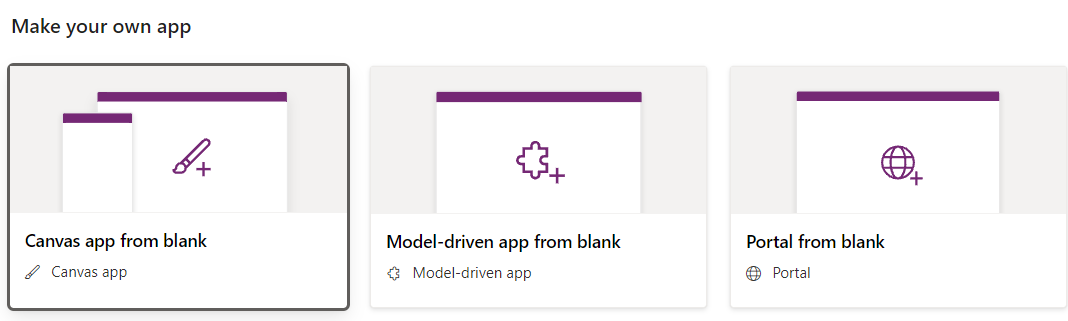 Make your own app
Canvas app from blank
Canvas app
Model-driven app from blank
Model-driven app
Portal from blank
Portal